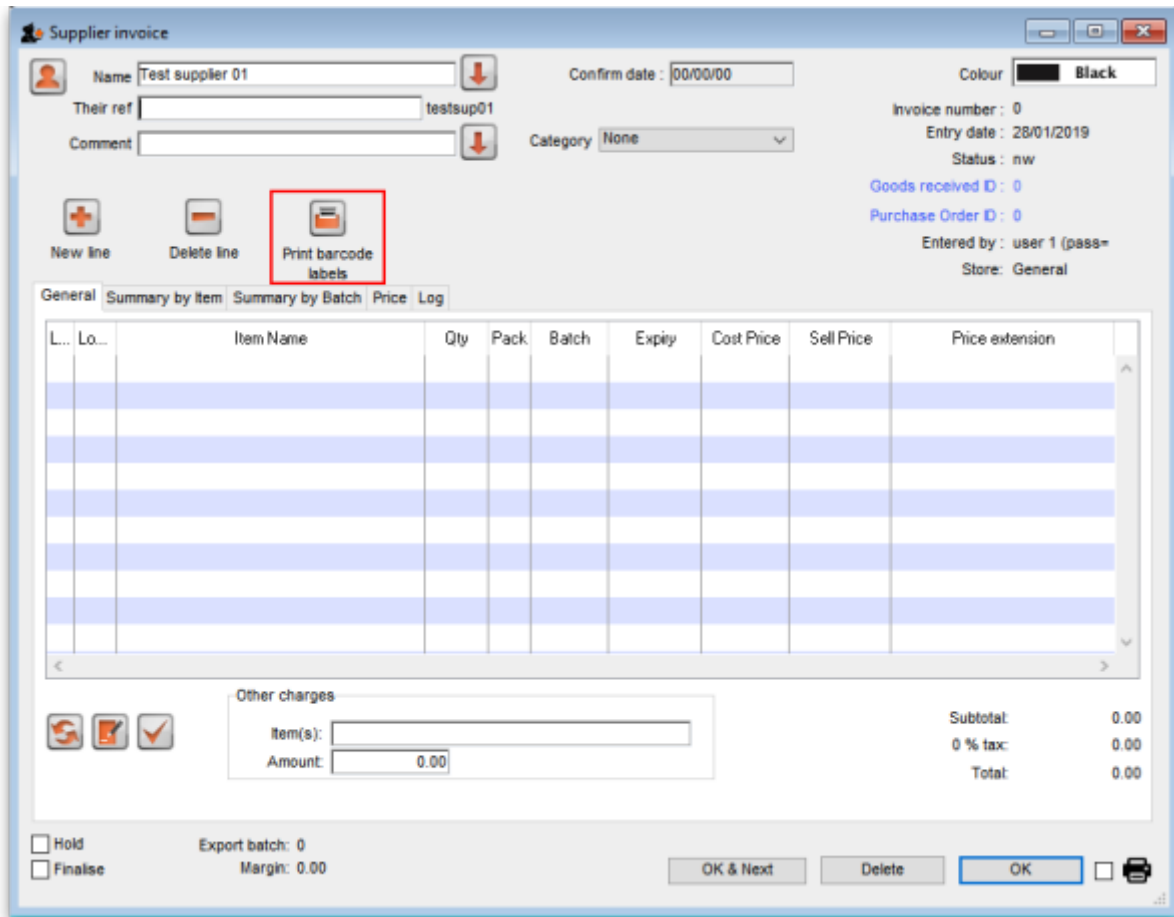 Supplier invoice
Name Test supplier 01 Confirm date : 00/00/00 Colour Black
Their ref testsup01 Invoice number : 0
Comment Category None Entry date : 28/01/2019
Status : nw
Goods received ID : 0
Purchase Order ID : 0
Entered by : user 1 (pass=
Store: General
New line Delete line Print barcode
labels
General Summary by Item Summary by Batch Price Log
L... Lo... Item Name Qty Pack Batch Expiry Cost Price Sell Price Price extension
Other charges
Item(s):
Amount: 0.00
Subtotal: 0.00
0 % tax: 0.00
Total: 0.00
Hold Export batch: 0
Finalise Margin: 0.00
OK & Next Delete OK